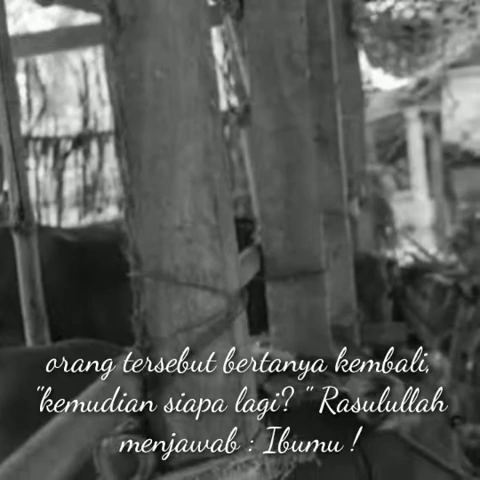 orang tersebut bertanya kembali,
"kemudian siapa lagi? " Rasulullah
menjawab : Ibumu !